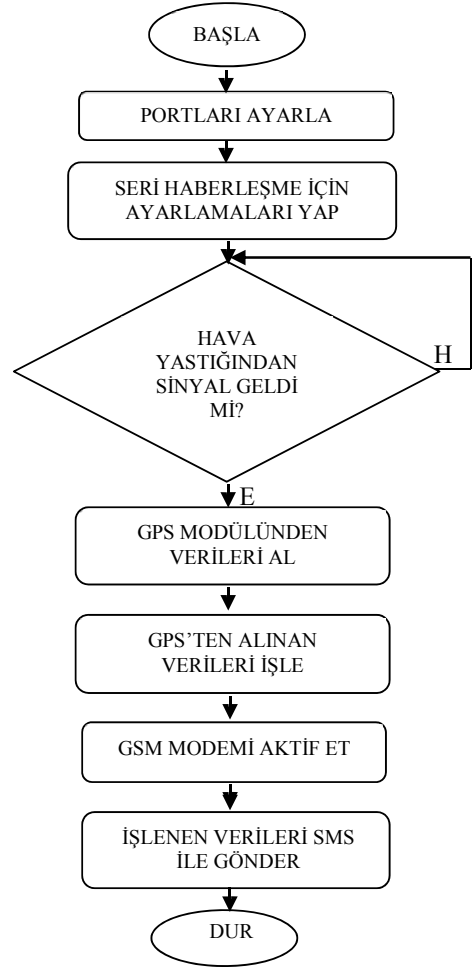 BAŞLA
PORTLARI AYARLA
SERİ HABERLEŞME İÇİN
AYARLAMALARI YAP
HAVA
YASTIĞINDAN
SİNYAL GELDİ
Mİ?
H
E
GPS MODÜLÜNDEN
VERİLERİ AL
GPS’TEN ALINAN
VERİLERİ İŞLE
GSM MODEMİ AKTİF ET
İŞLENEN VERİLERİ SMS
İLE GÖNDER
DUR